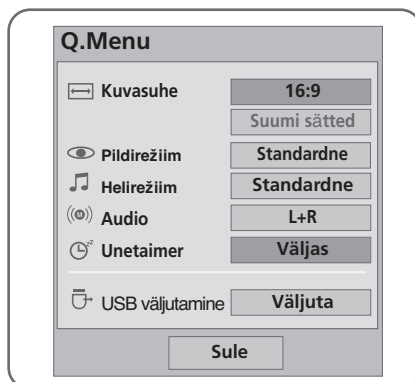 Q.Menu
Kuvasuhe 16:9
Suumi sätted
Pildirežiim Standardne
Helirežiim Standardne
Audio L+R
Unetaimer Väljas
USB väljutamine Väljuta
Sule